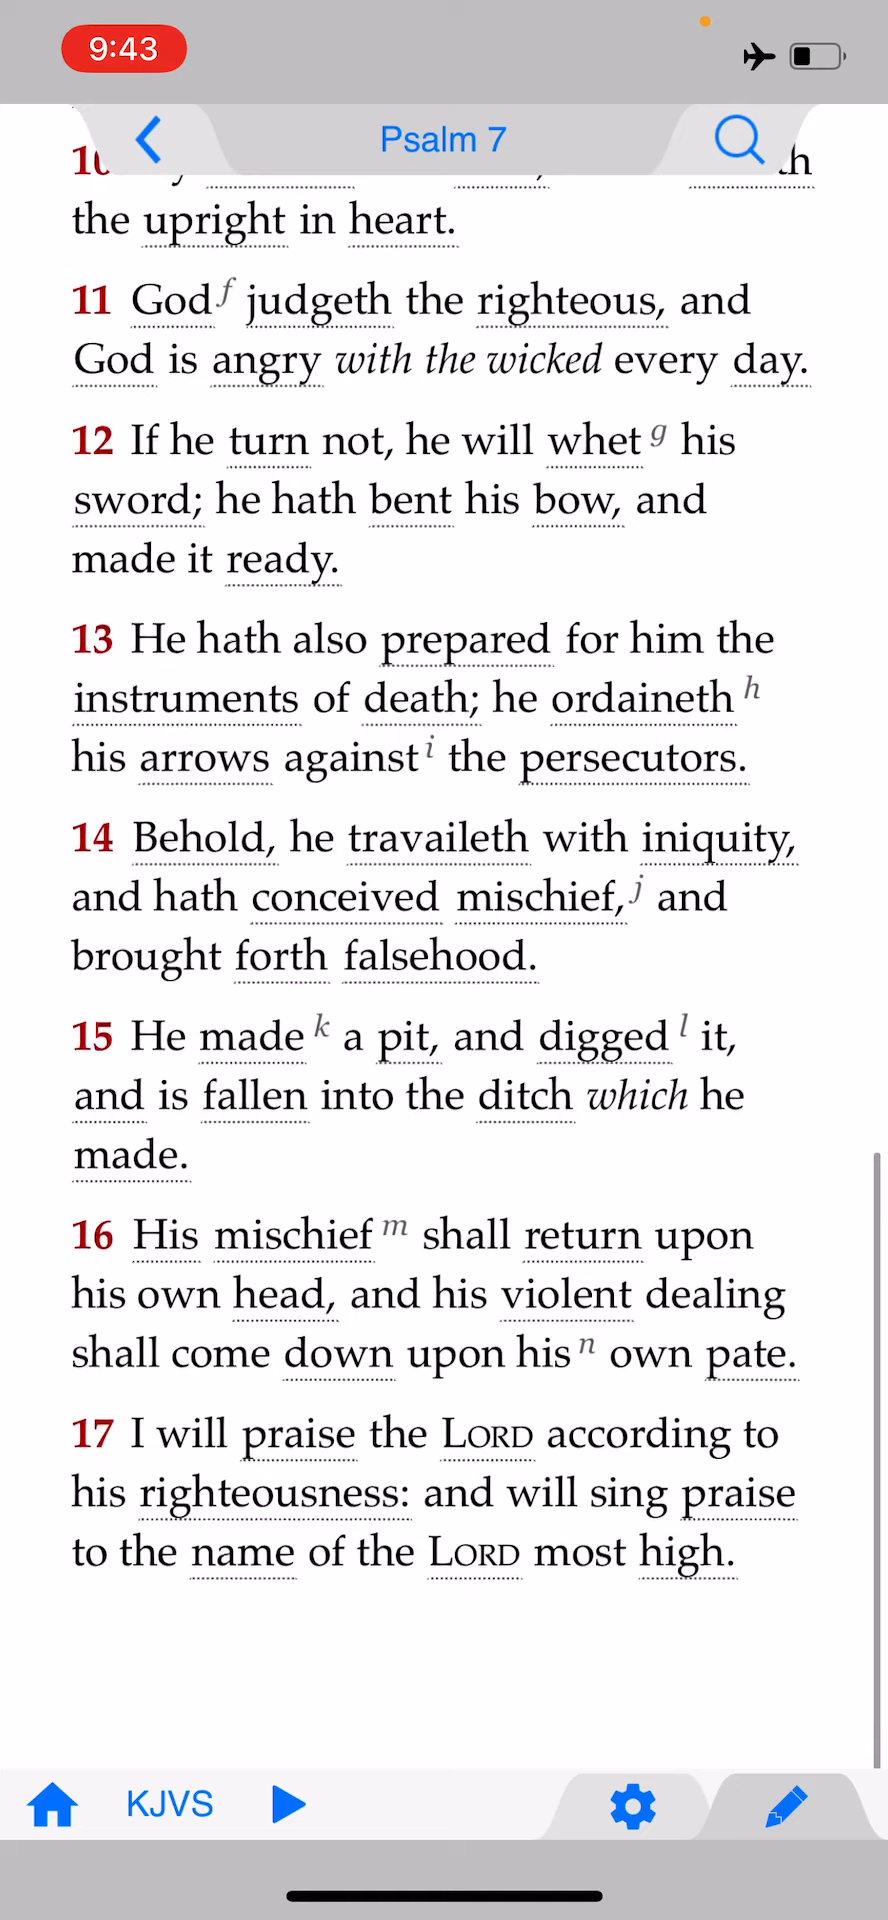 9:43
Psalm 7
10
the upright in heart.
11 God f judgeth the righteous, and
God is angry with the wicked every day.
12 If he turn not, he will whet g his
sword; he hath bent his bow, and
made it ready.
13 He hath also prepared for him the
instruments of death; he ordaineth h
his arrows against i the persecutors.
14 Behold, he travaileth with iniquity,
and hath conceived mischief, j and
brought forth falsehood.
15 He made k a pit, and digged l it,
and is fallen into the ditch which he
made.
16 His mischief m shall return upon
his own head, and his violent dealing
shall come down upon his n own pate.
17 I will praise the LORD according to
his righteousness: and will sing praise
to the name of the LORD most high.
KJVS